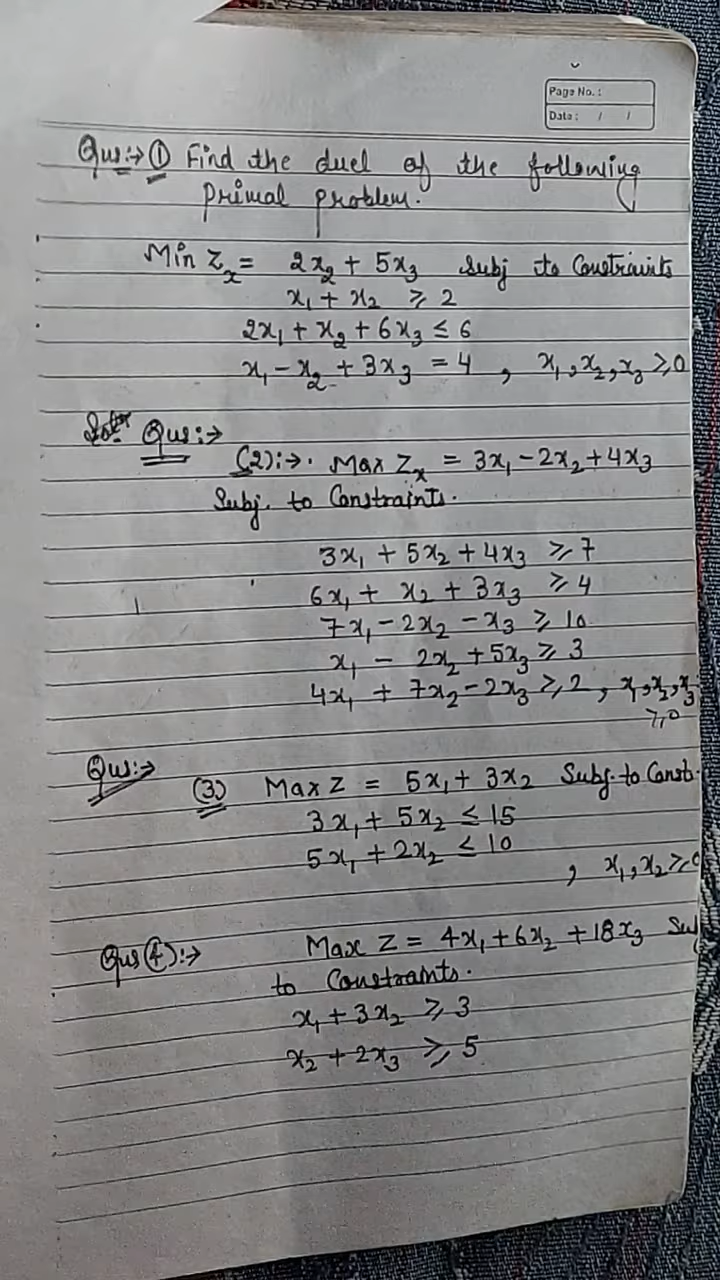 Page No. :
Date : / /
Qus:→ ① Find the duel of the following
primal problem.
Min Zₓ = 2x₂ + 5x₃ Subj to Constraints
x₁ + x₂ ≥ 2
2x₁ + x₂ + 6x₃ ≤ 6
x₁ - x₂ + 3x₃ = 4 , x₁, x₂, x₃ ≥ 0
Qus:→
(2):→. Max Zₓ = 3x₁ - 2x₂ + 4x₃
Subj. to Constraints.
3x₁ + 5x₂ + 4x₃ ≥ 7
6x₁ + x₂ + 3x₃ ≥ 4
7x₁ - 2x₂ - x₃ ≥ 10
x₁ - 2x₂ + 5x₃ ≥ 3
4x₁ + 7x₂ - 2x₃ ≥ 2 , x₁, x₂, x₃
≥ 0
Qus:→
(3) Max Z = 5x₁ + 3x₂ Subj. to Const.
3x₁ + 5x₂ ≤ 15
5x₁ + 2x₂ ≤ 10
, x₁, x₂ ≥ 0
Qus ④:→ Max Z = 4x₁ + 6x₂ + 18x₃ Su
to Constraints.
x₁ + 3x₂ ≥ 3
x₂ + 2x₃ ≥ 5